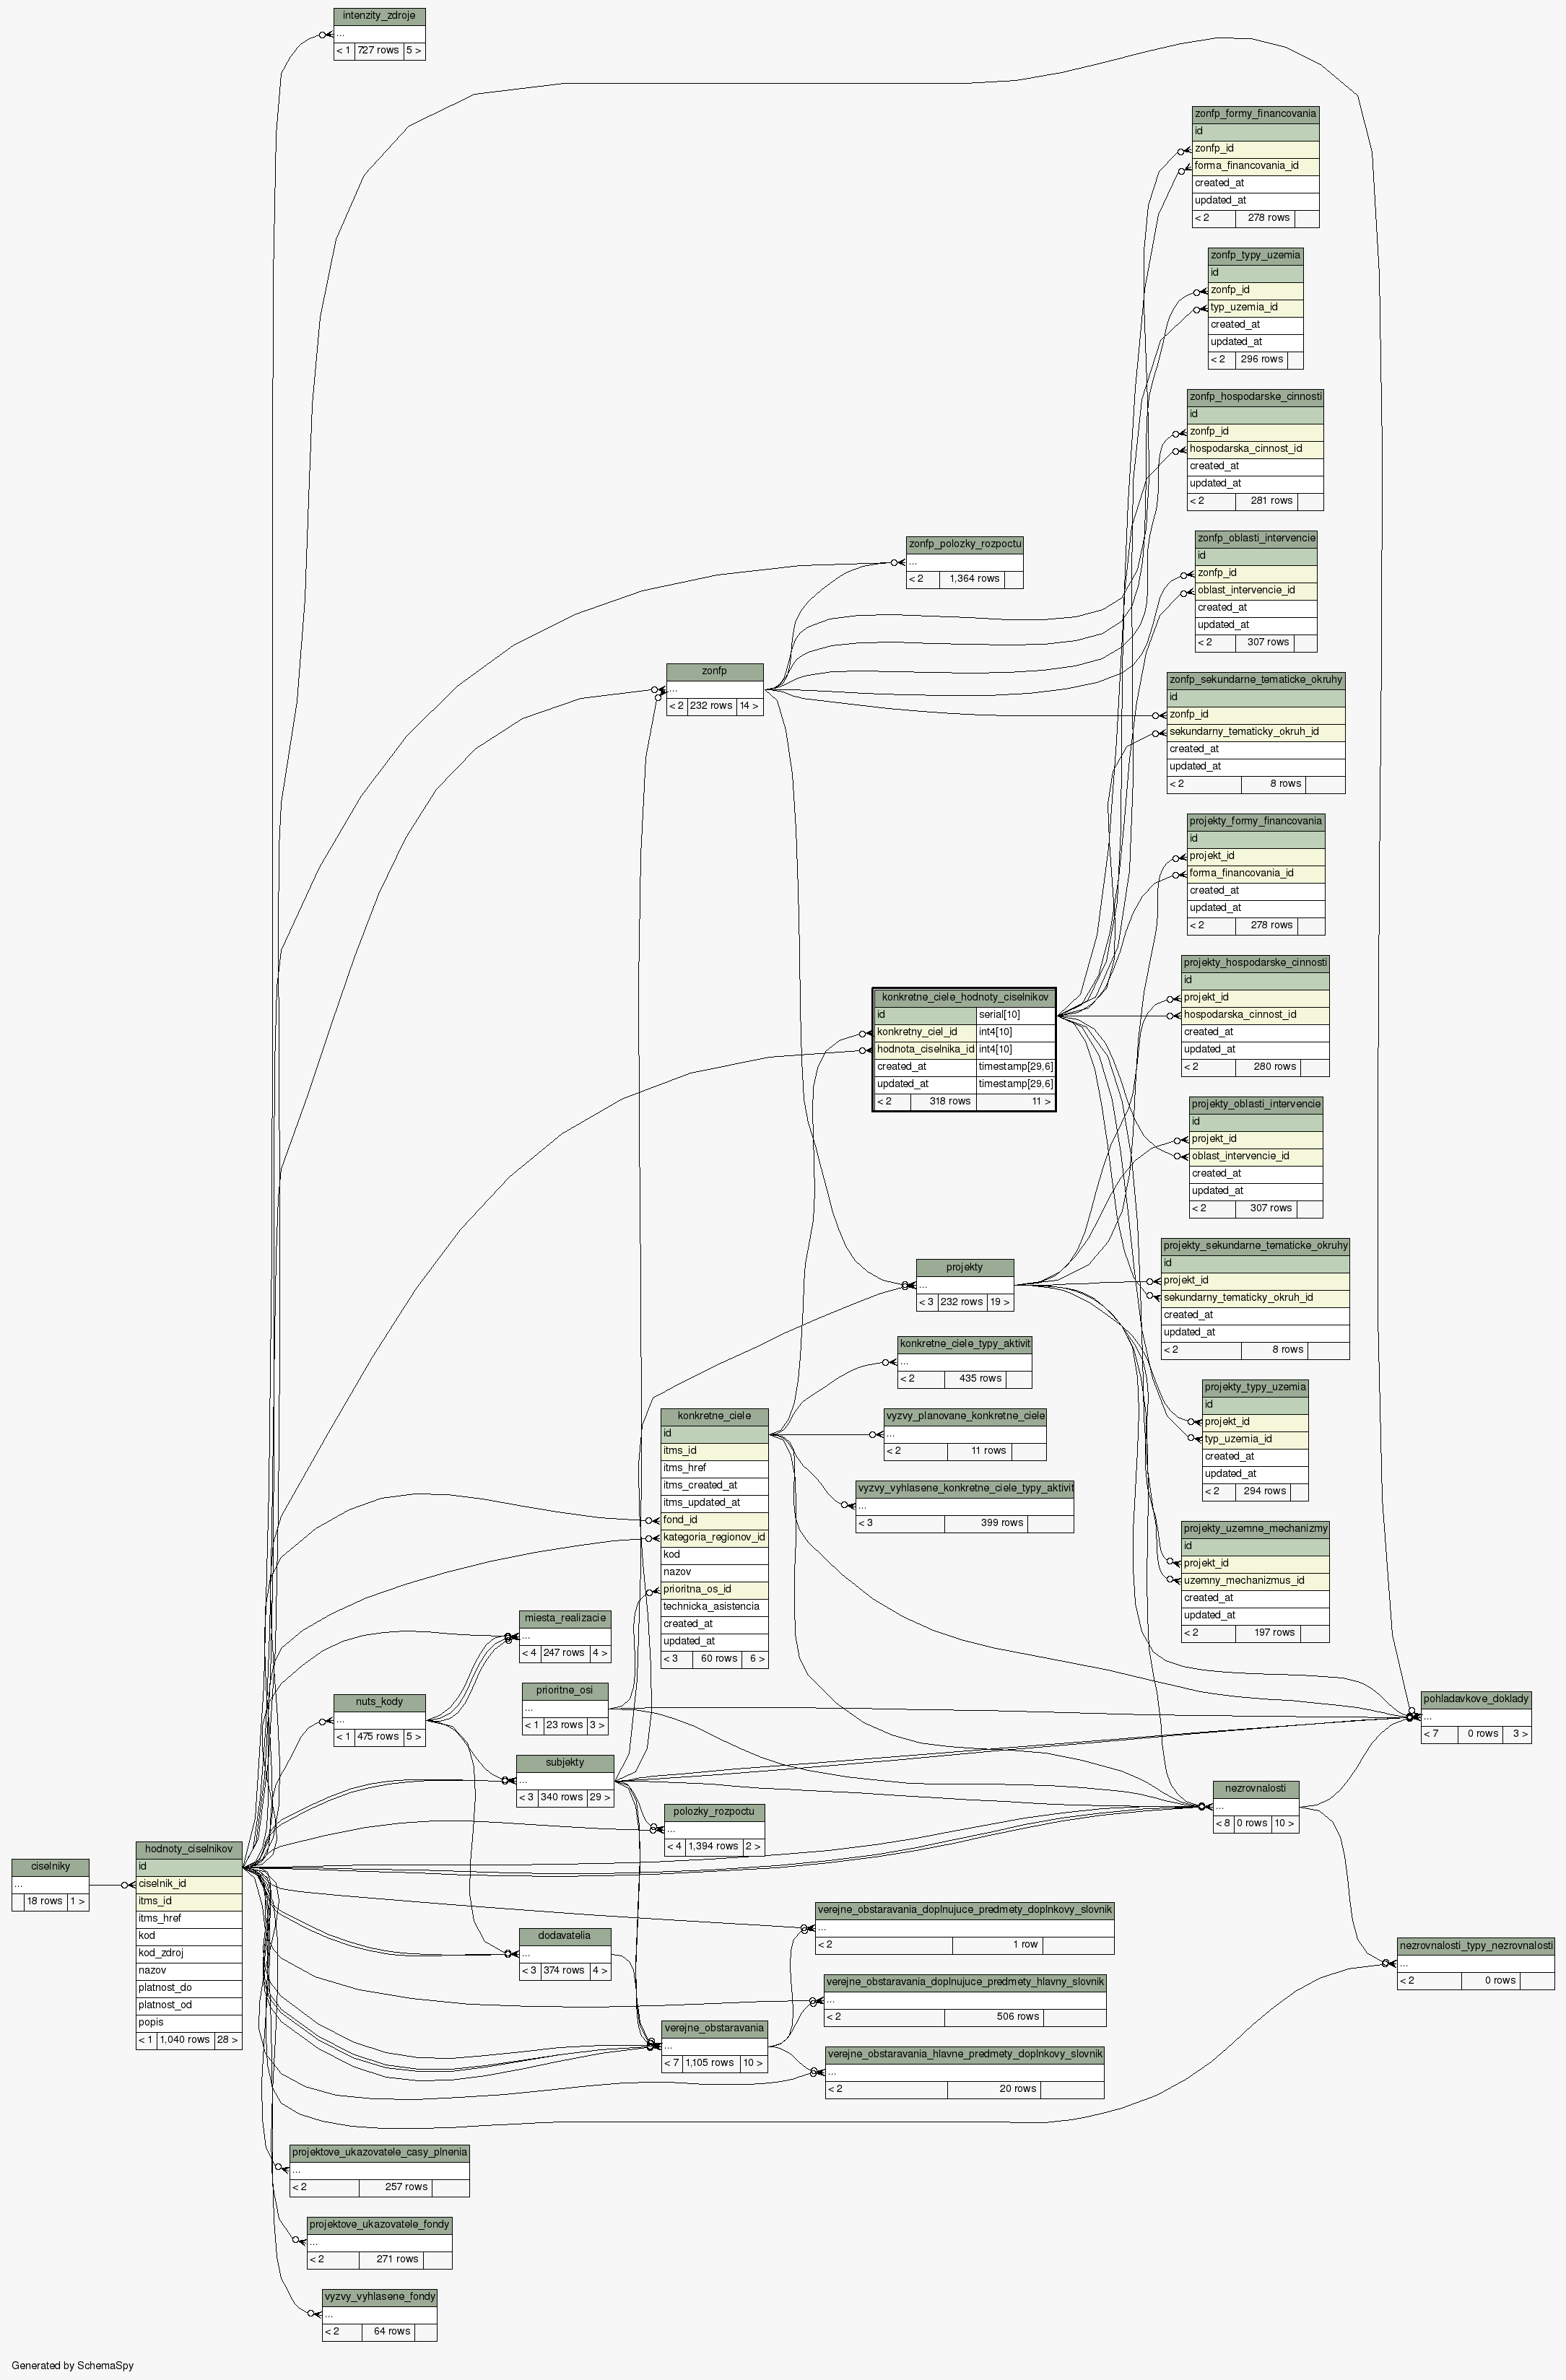 intenzity_zdroje
...
< 1 727 rows 5 >
zonfp_formy_financovania
id
zonfp_id
forma_financovania_id
created_at
updated_at
< 2 278 rows
zonfp_typy_uzemia
id
zonfp_id
typ_uzemia_id
created_at
updated_at
< 2 296 rows
zonfp_hospodarske_cinnosti
id
zonfp_id
hospodarska_cinnost_id
created_at
updated_at
< 2 281 rows
zonfp_polozky_rozpoctu
...
< 2 1,364 rows
zonfp_oblasti_intervencie
id
zonfp_id
oblast_intervencie_id
created_at
updated_at
< 2 307 rows
zonfp
...
< 2 232 rows 14 >
zonfp_sekundarne_tematicke_okruhy
id
zonfp_id
sekundarny_tematicky_okruh_id
created_at
updated_at
< 2 8 rows
projekty_formy_financovania
id
projekt_id
forma_financovania_id
created_at
updated_at
< 2 278 rows
konkretne_ciele_hodnoty_ciselnikov
id serial[10]
konkretny_ciel_id int4[10]
hodnota_ciselnika_id int4[10]
created_at timestamp[29,6]
updated_at timestamp[29,6]
< 2 318 rows 11 >
projekty_hospodarske_cinnosti
id
projekt_id
hospodarska_cinnost_id
created_at
updated_at
< 2 280 rows
projekty_oblasti_intervencie
id
projekt_id
oblast_intervencie_id
created_at
updated_at
< 2 307 rows
projekty
...
< 3 232 rows 19 >
projekty_sekundarne_tematicke_okruhy
id
projekt_id
sekundarny_tematicky_okruh_id
created_at
updated_at
< 2 8 rows
konkretne_ciele_typy_aktivit
...
< 2 435 rows
projekty_typy_uzemia
id
projekt_id
typ_uzemia_id
created_at
updated_at
< 2 294 rows
konkretne_ciele
id
itms_id
itms_href
itms_created_at
itms_updated_at
fond_id
kategoria_regionov_id
kod
nazov
prioritna_os_id
technicka_asistencia
created_at
updated_at
< 3 60 rows 6 >
vyzvy_planovane_konkretne_ciele
...
< 2 11 rows
vyzvy_vyhlasene_konkretne_ciele_typy_aktivit
...
< 3 399 rows
projekty_uzemne_mechanizmy
id
projekt_id
uzemny_mechanizmus_id
created_at
updated_at
< 2 197 rows
miesta_realizacie
...
< 4 247 rows 4 >
prioritne_osi
...
< 1 23 rows 3 >
nuts_kody
...
< 1 475 rows 5 >
pohladavkove_doklady
...
< 7 0 rows 3 >
subjekty
...
< 3 340 rows 29 >
nezrovnalosti
...
< 8 0 rows 10 >
polozky_rozpoctu
...
< 4 1,394 rows 2 >
ciselniky
...
18 rows 1 >
hodnoty_ciselnikov
id
ciselnik_id
itms_id
itms_href
kod
kod_zdroj
nazov
platnost_do
platnost_od
popis
< 1 1,040 rows 28 >
verejne_obstaravania_doplnujuce_predmety_doplnkovy_slovnik
...
< 2 1 row
dodavatelia
...
< 3 374 rows 4 >
nezrovnalosti_typy_nezrovnalosti
...
< 2 0 rows
verejne_obstaravania_doplnujuce_predmety_hlavny_slovnik
...
< 2 506 rows
verejne_obstaravania
...
< 7 1,105 rows 10 >
verejne_obstaravania_hlavne_predmety_doplnkovy_slovnik
...
< 2 20 rows
projektove_ukazovatele_casy_plnenia
...
< 2 257 rows
projektove_ukazovatele_fondy
...
< 2 271 rows
vyzvy_vyhlasene_fondy
...
< 2 64 rows
Generated by SchemaSpy